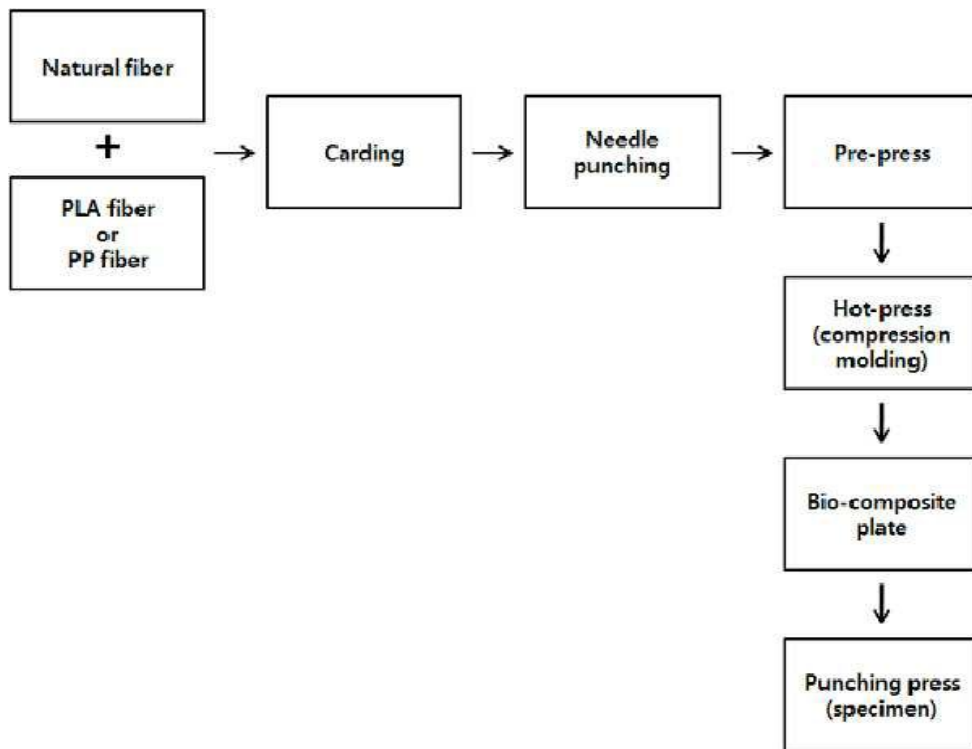 Natural fiber
+
PLA fiber
or
PP fiber
Carding
Needle
punching
Pre-press
Hot-press
(compression
molding)
Bio-composite
plate
Punching press
(specimen)